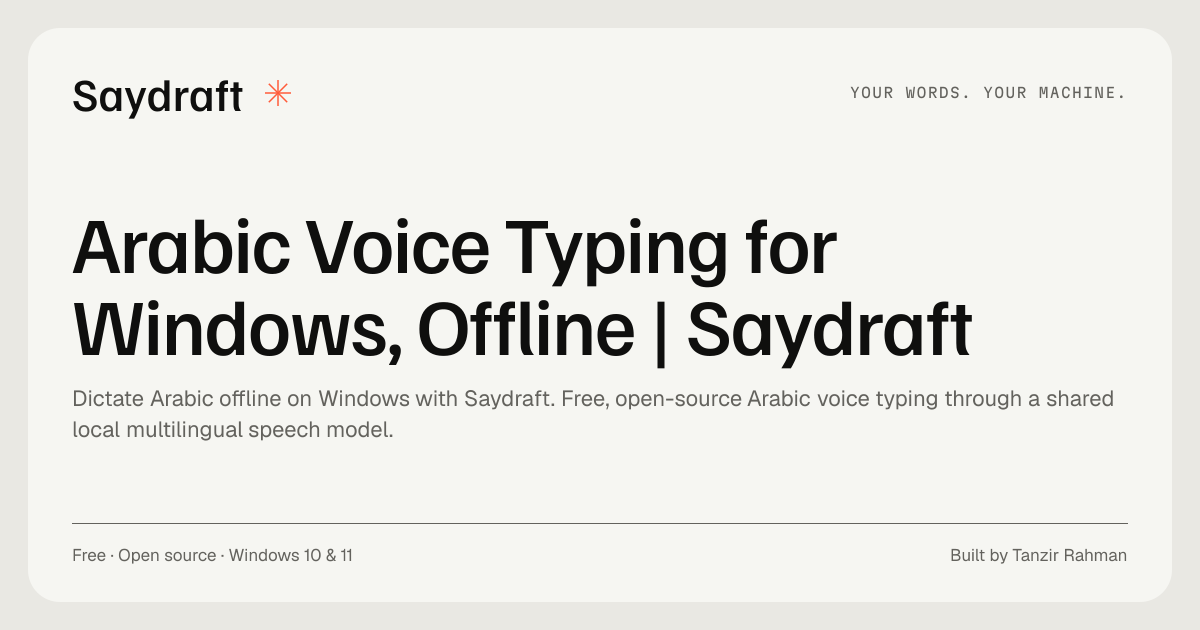 Saydraft
YOUR WORDS. YOUR MACHINE.
Arabic Voice Typing for
Windows, Offline | Saydraft
Dictate Arabic offline on Windows with Saydraft. Free, open-source Arabic voice typing through a shared
local multilingual speech model.
Free · Open source · Windows 10 & 11
Built by Tanzir Rahman